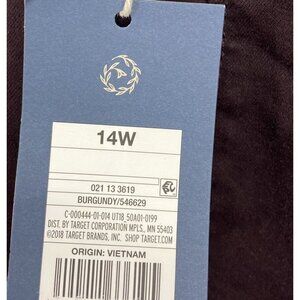 14W
021 13 3619
BURGUNDY/546629
C-000444-01-014 UT18_50A01-0199
DIST. BY TARGET CORPORATION MPLS., MN 55403
©2018 TARGET BRANDS, INC. SHOP TARGET.COM
ORIGIN: VIETNAM